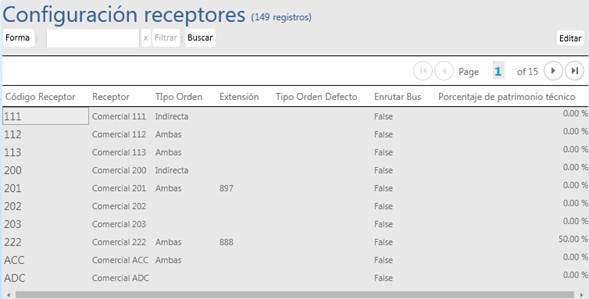 Configuración receptores (149 registros)
Forma x Filtrar Buscar Editar
Page 1 of 15
Código Receptor Receptor TIpo Orden Extensión Tipo Orden Defecto Enrutar Bus Porcentaje de patrimonio técnico
111 Comercial 111 Indirecta False 0.00 %
112 Comercial 112 Ambas False 0.00 %
113 Comercial 113 Ambas False 0.00 %
200 Comercial 200 Indirecta False 0.00 %
201 Comercial 201 Ambas 897 False 0.00 %
202 Comercial 202 False 0.00 %
203 Comercial 203 False 0.00 %
222 Comercial 222 Ambas 888 False 50.00 %
ACC Comercial ACC Ambas False 0.00 %
ADC Comercial ADC False 0.00 %